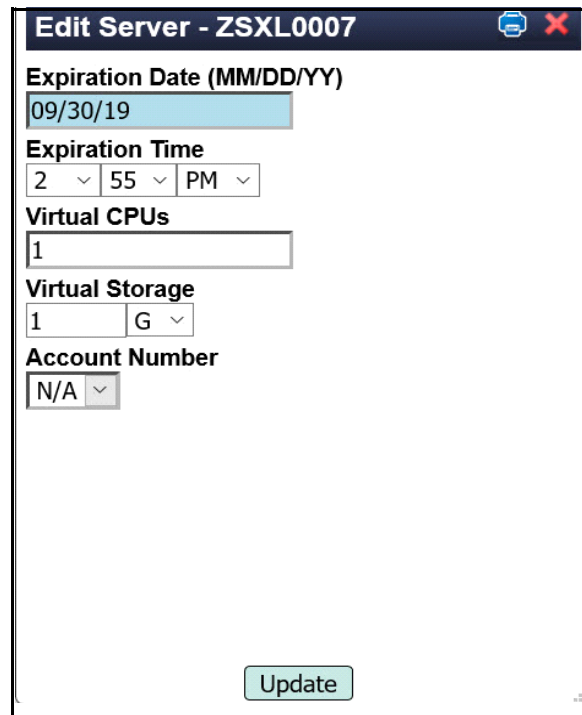 Edit Server - ZSXL0007
Expiration Date (MM/DD/YY)
09/30/19
Expiration Time
2 55 PM
Virtual CPUs
1
Virtual Storage
1 G
Account Number
N/A
Update